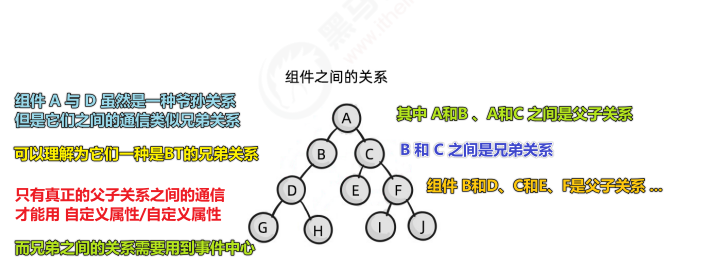 组件之间的关系
组件 A 与 D 虽然是一种爷孙关系
但是它们之间的通信类似兄弟关系
可以理解为它们一种是BT的兄弟关系
只有真正的父子关系之间的通信
才能用 自定义属性/自定义属性
而兄弟之间的关系需要用到事件中心
A
B
C
D
E
F
G
H
I
J
其中 A和B 、A和C 之间是父子关系
B 和 C 之间是兄弟关系
组件 B和D、C和E、F是父子关系 ...